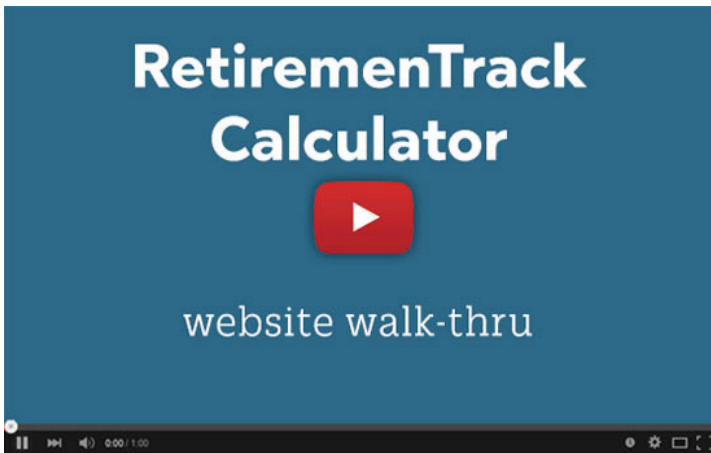 RetiremenTrack
Calculator
website walk-thru
0:00 / 1:00